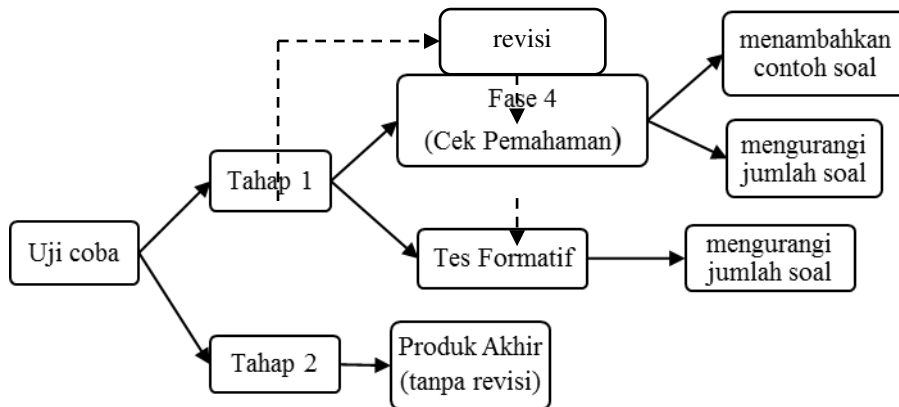 revisi
menambahkan
contoh soal
Fase 4
(Cek Pemahaman)
mengurangi
jumlah soal
Tahap 1
Uji coba
Tes Formatif
mengurangi
jumlah soal
Tahap 2
Produk Akhir
(tanpa revisi)